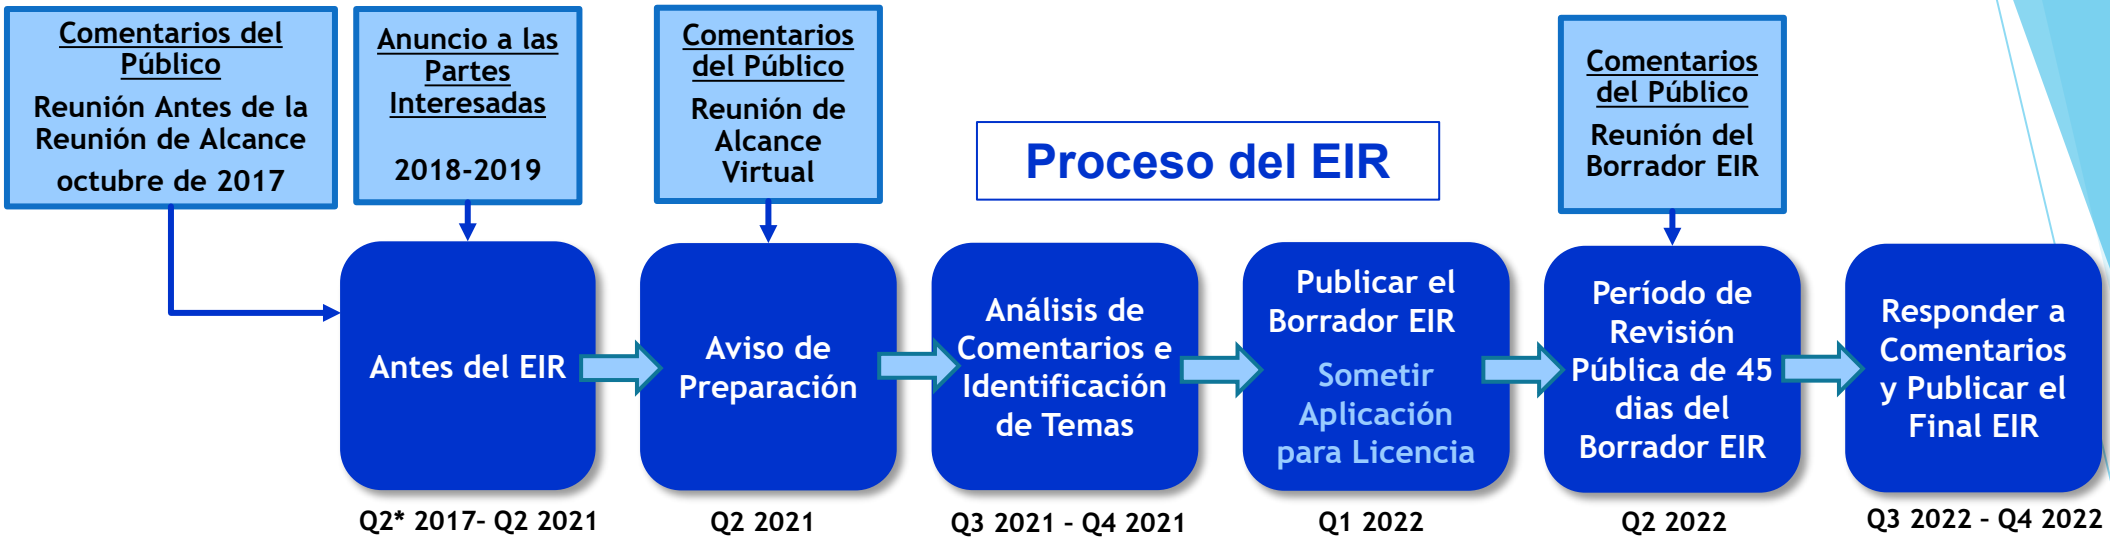 Comentarios del
Público
Reunión Antes de la
Reunión de Alcance
octubre de 2017
Anuncio a las
Partes
Interesadas
2018-2019
Comentarios
del Público
Reunión de
Alcance
Virtual
Proceso del EIR
Comentarios
del Público
Reunión del
Borrador EIR
Antes del EIR
Aviso de
Preparación
Análisis de
Comentarios e
Identificación
de Temas
Publicar el
Borrador EIR
Sometir
Aplicación
para Licencia
Período de
Revisión
Pública de 45
dias del
Borrador EIR
Responder a
Comentarios
y Publicar el
Final EIR
Q2* 2017- Q2 2021
Q2 2021
Q3 2021 - Q4 2021
Q1 2022
Q2 2022
Q3 2022 - Q4 2022